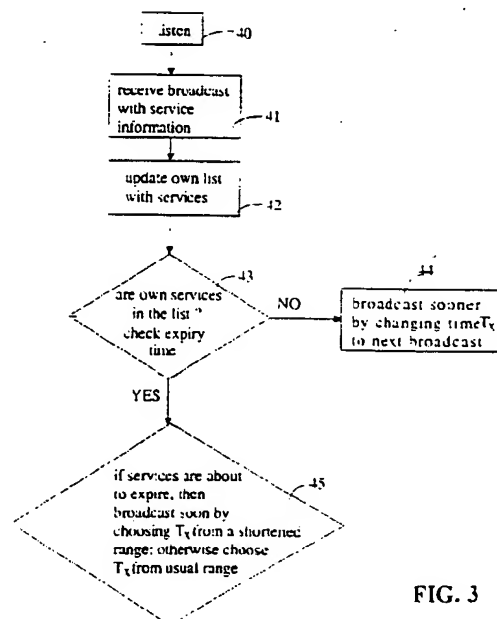 Listen
40
receive broadcast
with service
information
41
update own list
with services
42
43
are own services
in the list ?
check expiry
time
NO
44
broadcast sooner
by changing time Tx
to next broadcast
YES
45
if services are about
to expire, then
broadcast soon by
choosing Tx from a shortened
range; otherwise choose
Tx from usual range
FIG. 3